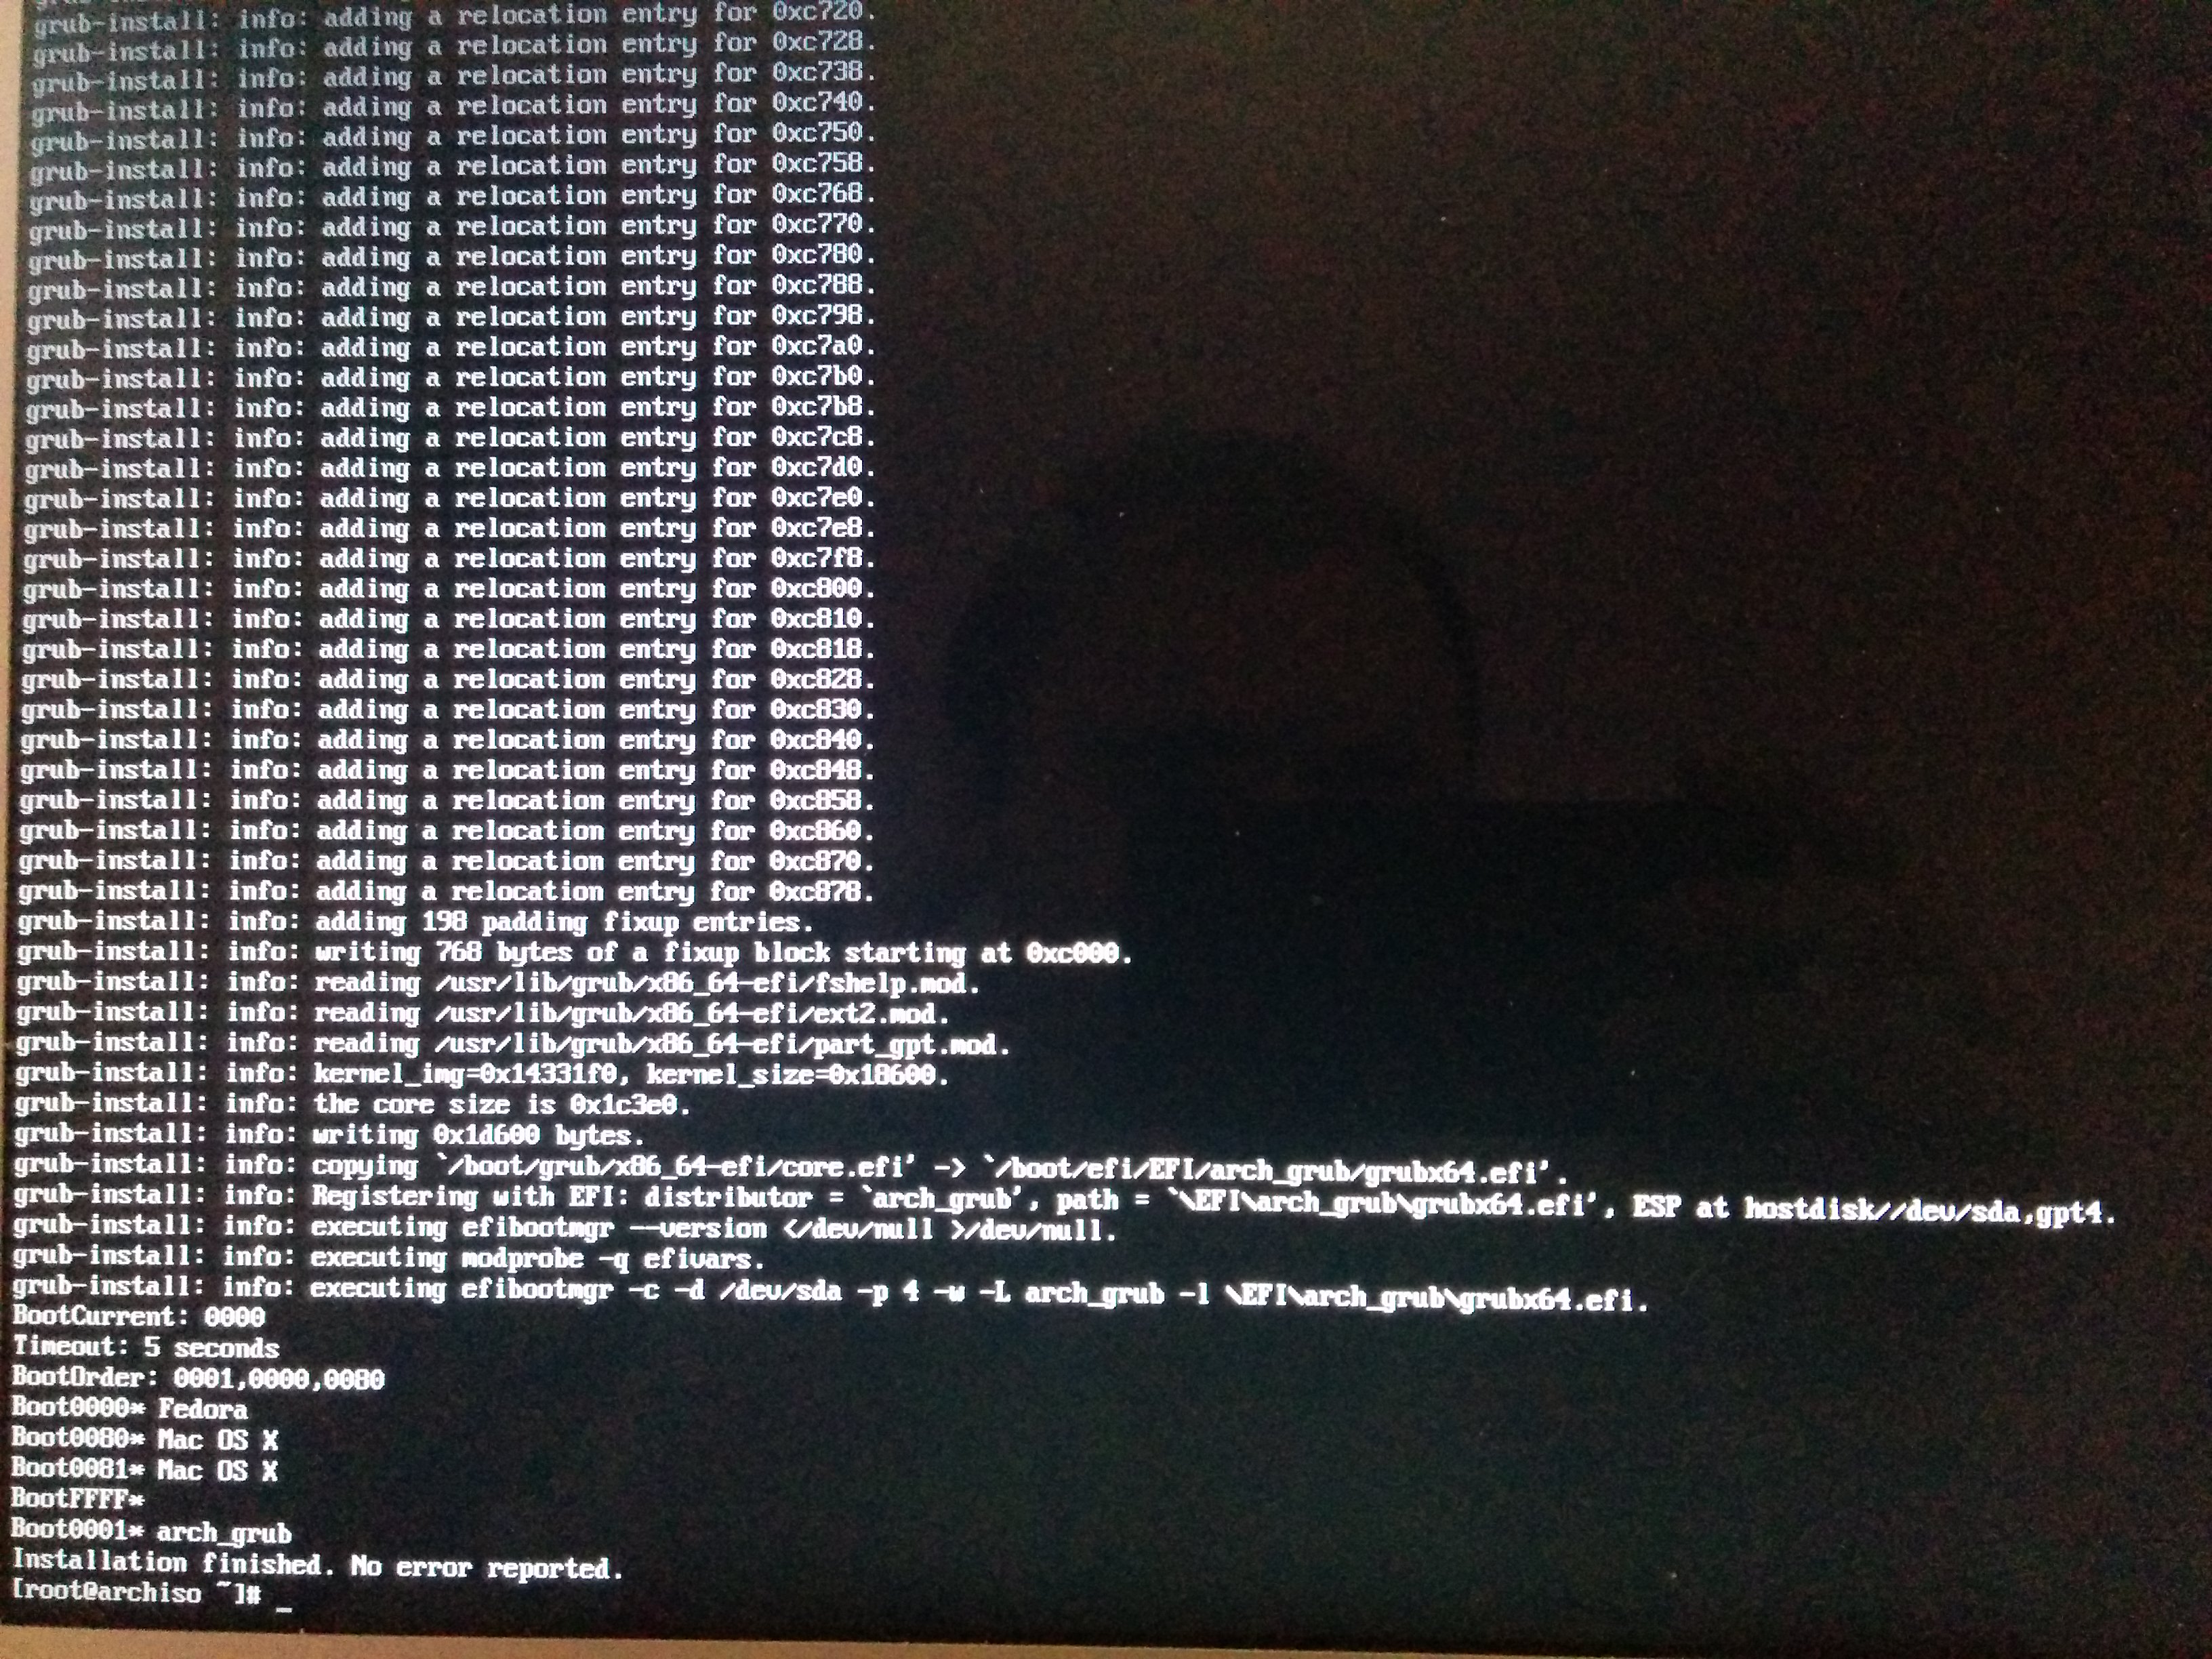 grub-install: info: adding a relocation entry for 0xc720.
grub-install: info: adding a relocation entry for 0xc728.
grub-install: info: adding a relocation entry for 0xc738.
grub-install: info: adding a relocation entry for 0xc740.
grub-install: info: adding a relocation entry for 0xc750.
grub-install: info: adding a relocation entry for 0xc758.
grub-install: info: adding a relocation entry for 0xc768.
grub-install: info: adding a relocation entry for 0xc770.
grub-install: info: adding a relocation entry for 0xc780.
grub-install: info: adding a relocation entry for 0xc788.
grub-install: info: adding a relocation entry for 0xc798.
grub-install: info: adding a relocation entry for 0xc7a0.
grub-install: info: adding a relocation entry for 0xc7b0.
grub-install: info: adding a relocation entry for 0xc7b8.
grub-install: info: adding a relocation entry for 0xc7c8.
grub-install: info: adding a relocation entry for 0xc7d0.
grub-install: info: adding a relocation entry for 0xc7e0.
grub-install: info: adding a relocation entry for 0xc7e8.
grub-install: info: adding a relocation entry for 0xc7f8.
grub-install: info: adding a relocation entry for 0xc800.
grub-install: info: adding a relocation entry for 0xc810.
grub-install: info: adding a relocation entry for 0xc818.
grub-install: info: adding a relocation entry for 0xc828.
grub-install: info: adding a relocation entry for 0xc830.
grub-install: info: adding a relocation entry for 0xc840.
grub-install: info: adding a relocation entry for 0xc848.
grub-install: info: adding a relocation entry for 0xc858.
grub-install: info: adding a relocation entry for 0xc860.
grub-install: info: adding a relocation entry for 0xc870.
grub-install: info: adding a relocation entry for 0xc878.
grub-install: info: adding 198 padding fixup entries.
grub-install: info: writing 768 bytes of a fixup block starting at 0xc000.
grub-install: info: reading /usr/lib/grub/x86_64-efi/fshelp.mod.
grub-install: info: reading /usr/lib/grub/x86_64-efi/ext2.mod.
grub-install: info: reading /usr/lib/grub/x86_64-efi/part_gpt.mod.
grub-install: info: kernel_img=0x14331f0, kernel_size=0x18600.
grub-install: info: the core size is 0x1c3e0.
grub-install: info: writing 0x1d600 bytes.
grub-install: info: copying `/boot/grub/x86_64-efi/core.efi' -> `/boot/efi/EFI/arch_grub/grubx64.efi'.
grub-install: info: Registering with EFI: distributor = `arch_grub', path = `\EFI\arch_grub\grubx64.efi', ESP at hostdisk//dev/sda,gpt4.
grub-install: info: executing efibootmgr --version </dev/null >/dev/null.
grub-install: info: executing modprobe -q efivars.
grub-install: info: executing efibootmgr -c -d /dev/sda -p 4 -w -L arch_grub -l \EFI\arch_grub\grubx64.efi.
BootCurrent: 0000
Timeout: 5 seconds
BootOrder: 0001,0000,0080
Boot0000* Fedora
Boot0080* Mac OS X
Boot0081* Mac OS X
BootFFFF*
Boot0001* arch_grub
Installation finished. No error reported.
[root@archiso ~]# _